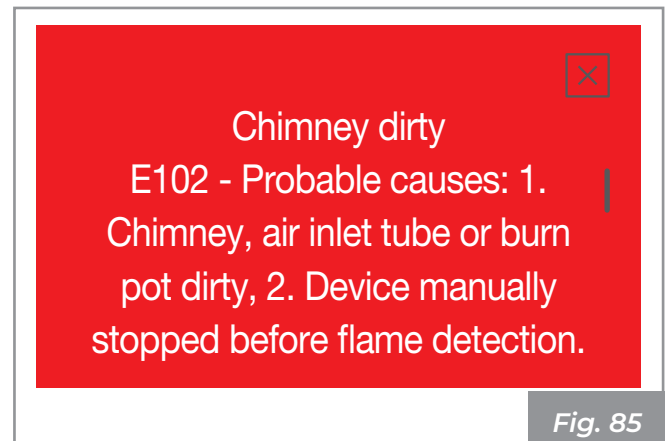 Chimney dirty
E102 - Probable causes: 1.
Chimney, air inlet tube or burn
pot dirty, 2. Device manually
stopped before flame detection.
Fig. 85